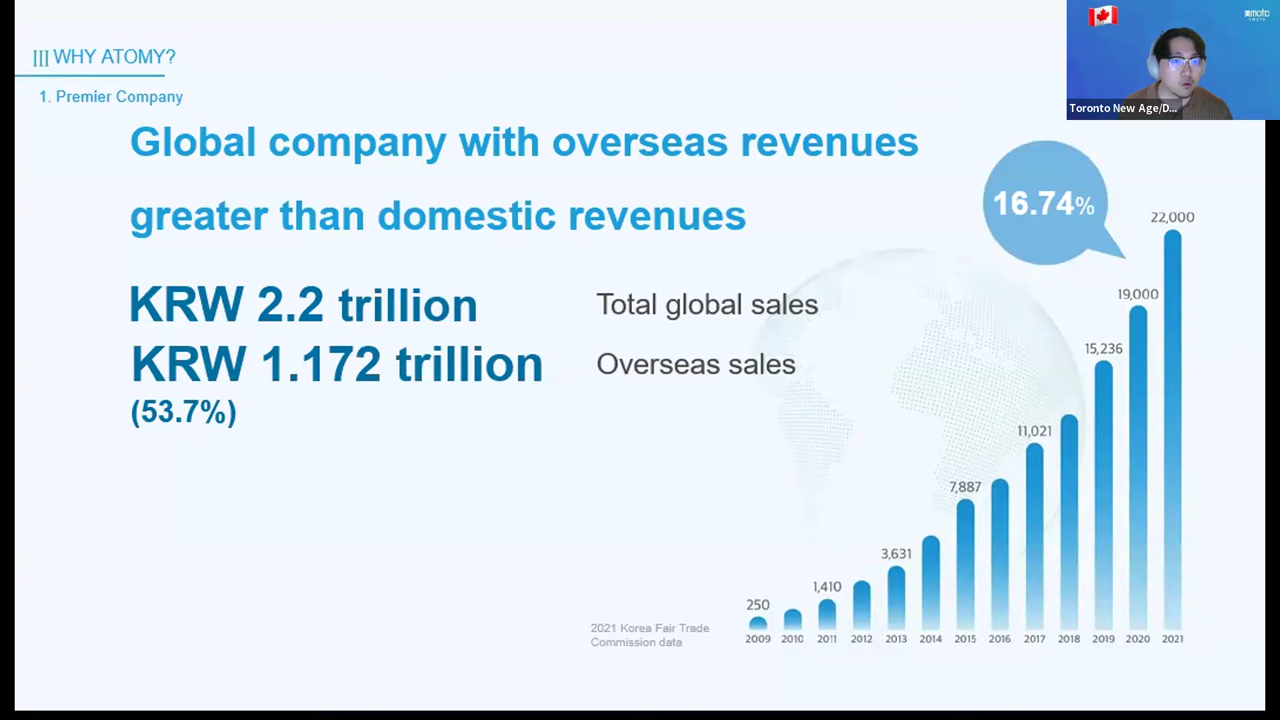 III WHY ATOMY?
1. Premier Company
Global company with overseas revenues
greater than domestic revenues
KRW 2.2 trillion
Total global sales
KRW 1.172 trillion
Overseas sales
(53.7%)
16.74%
22,000
19,000
15,236
11,021
7,887
3,631
1,410
250
2009 2010 2011 2012 2013 2014 2015 2016 2017 2018 2019 2020 2021
2021 Korea Fair Trade
Commission data
Toronto New Age/D...